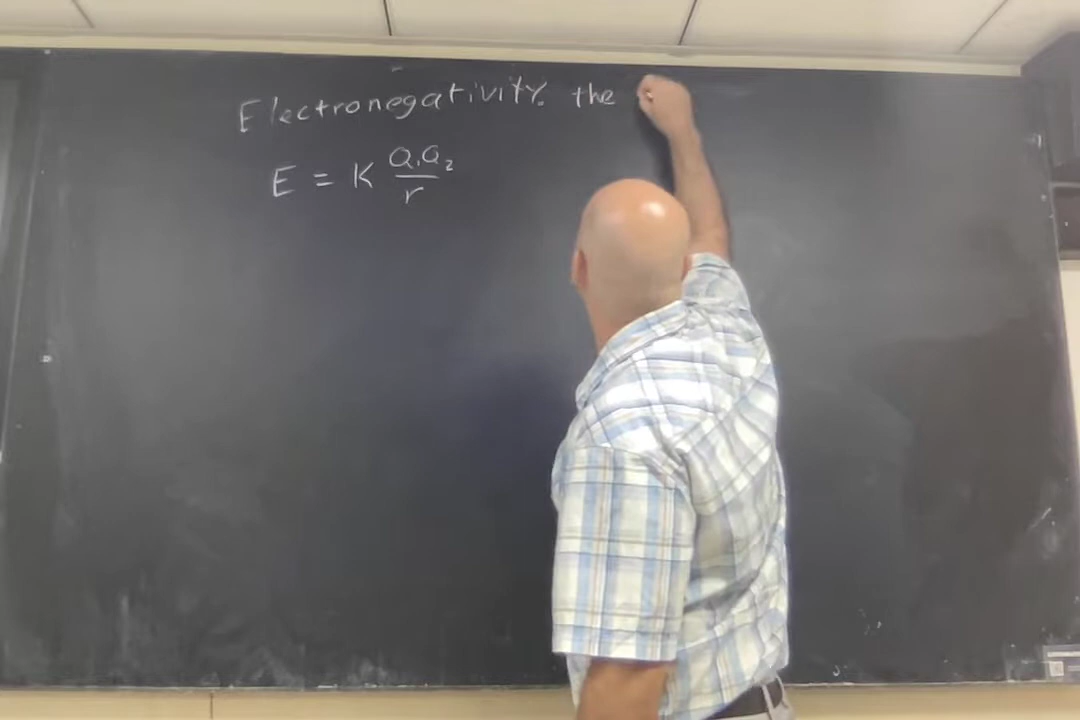 Electronegativity. the
E = K Q₁Q₂/r